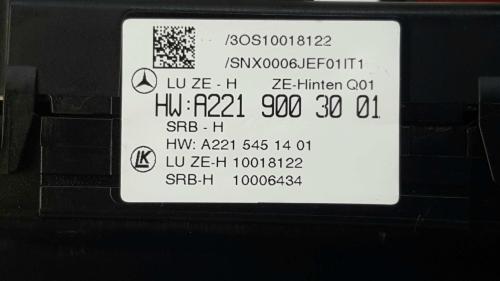 /3OS10018122
/SNX0006JEF01IT1
LU ZE - H ZE-Hinten Q01
HW:A221 900 30 01
SRB - H
HW: A221 545 14 01
LK
LU ZE-H 10018122
SRB-H 10006434